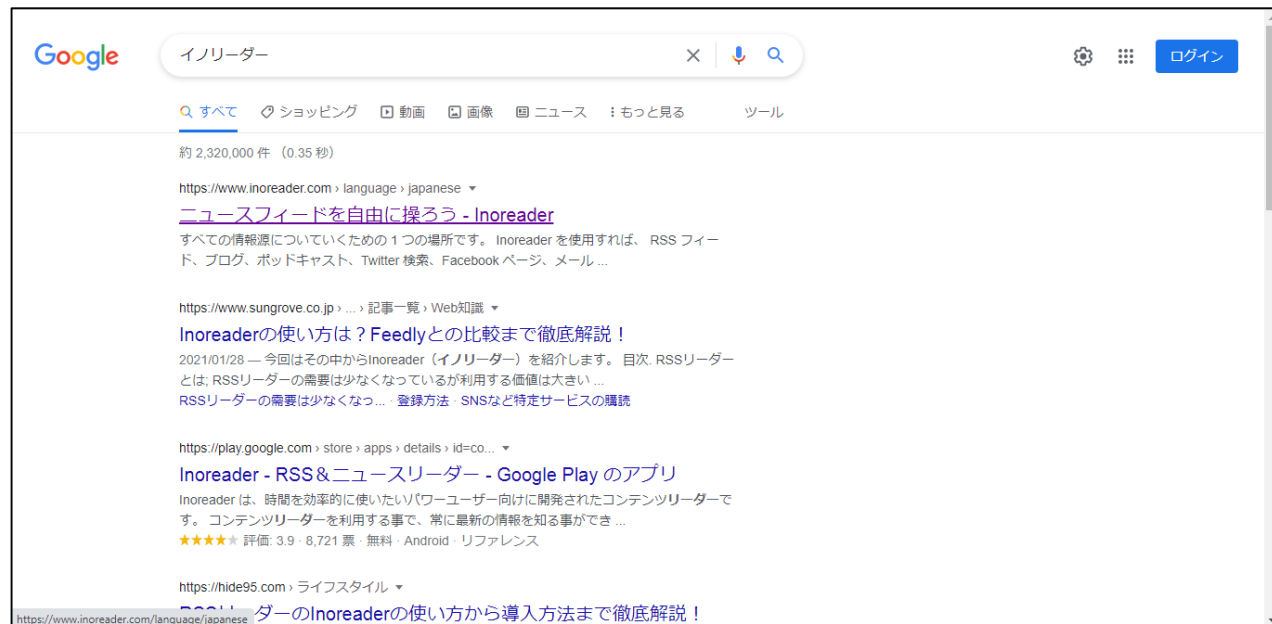 Google
イノリーダー
ログイン
すべて ショッピング 動画 画像 ニュース もっと見る ツール
約 2,320,000 件 （0.35 秒）
https://www.inoreader.com › language › japanese
ニュースフィードを自由に操ろう - Inoreader
すべての情報源についていくための 1 つの場所です。 Inoreader を使用すれば、 RSS フィー
ド、ブログ、ポッドキャスト、Twitter 検索、Facebook ページ、メール ...
https://www.sungrove.co.jp › ... › 記事一覧 › Web知識
Inoreaderの使い方は？Feedlyとの比較まで徹底解説！
2021/01/28 — 今回はその中からInoreader（イノリーダー）を紹介します。 目次. RSSリーダー
とは; RSSリーダーの需要は少なくなっているが利用する価値は大きい ...
RSSリーダーの需要は少なくなっ... · 登録方法 · SNSなど特定サービスの購読
https://play.google.com › store › apps › details › id=co...
Inoreader - RSS＆ニュースリーダー - Google Play のアプリ
Inoreader は、時間を効率的に使いたいパワーユーザー向けに開発されたコンテンツリーダーで
す。 コンテンツリーダーを利用する事で、常に最新の情報を知る事ができ ...
評価: 3.9 · 8,721 票 · 無料 · Android · リファレンス
https://hide95.com › ライフスタイル
ダーのInoreaderの使い方から導入方法まで徹底解説！
https://www.inoreader.com/language/japanese